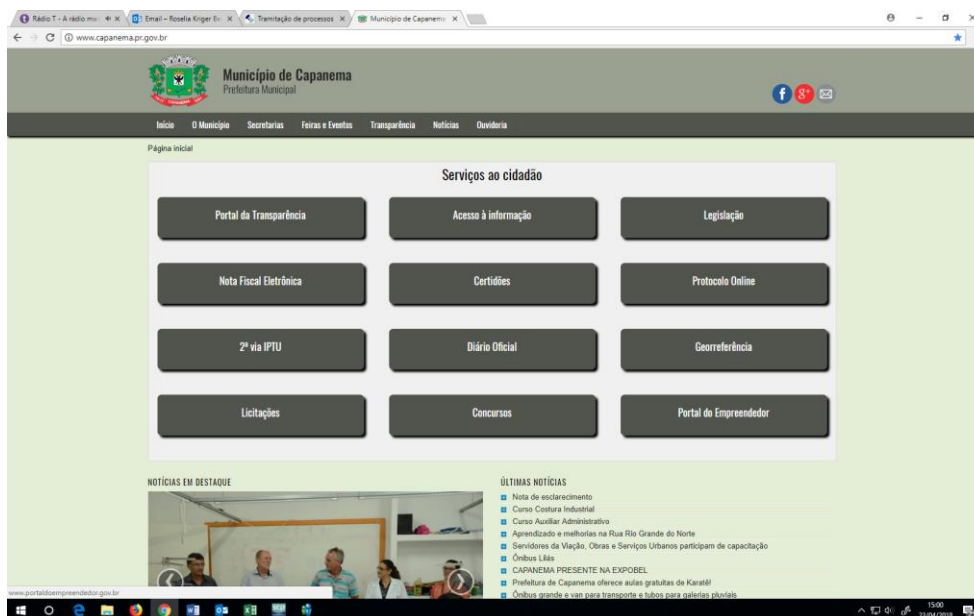 Rádio T - A rádio ma
Email – Roselia Kriger Be
Tramitação de processos
Município de Capanema
www.capanema.pr.gov.br
Município de Capanema
Prefeitura Municipal
Início O Município Secretarias Feiras e Eventos Transparência Notícias Ouvidoria
Página inicial
Serviços ao cidadão
Portal da Transparência Acesso à informação Legislação
Nota Fiscal Eletrônica Certidões Protocolo Online
2ª via IPTU Diário Oficial Georreferência
Licitações Concursos Portal do Empreendedor
NOTÍCIAS EM DESTAQUE
ÚLTIMAS NOTÍCIAS
Nota de esclarecimento
Curso Costura Industrial
Curso Auxiliar Administrativo
Aprendizado e melhorias na Rua Rio Grande do Norte
Servidores da Viação, Obras e Serviços Urbanos participam de capacitação
Ônibus Lilás
CAPANEMA PRESENTE NA EXPOBEL
Prefeitura de Capanema oferece aulas gratuitas de Karatê!
Ônibus grande e van para transporte e tubos para galerias pluviais
www.portaldoempreendedor.gov.br
15:00